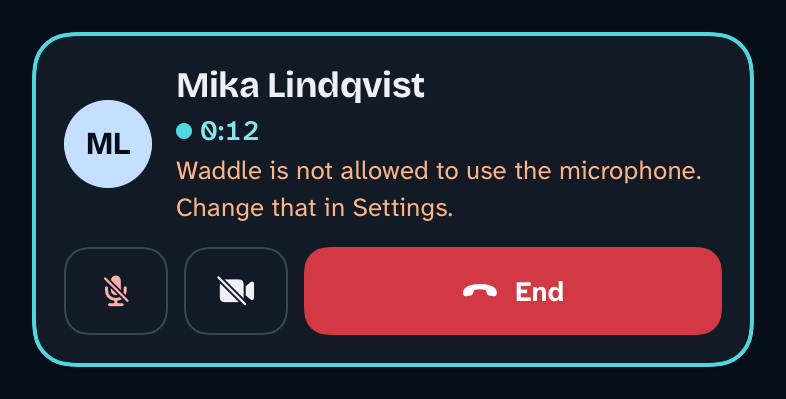 Mika Lindqvist
ML
0:12
Waddle is not allowed to use the microphone.
Change that in Settings.
End